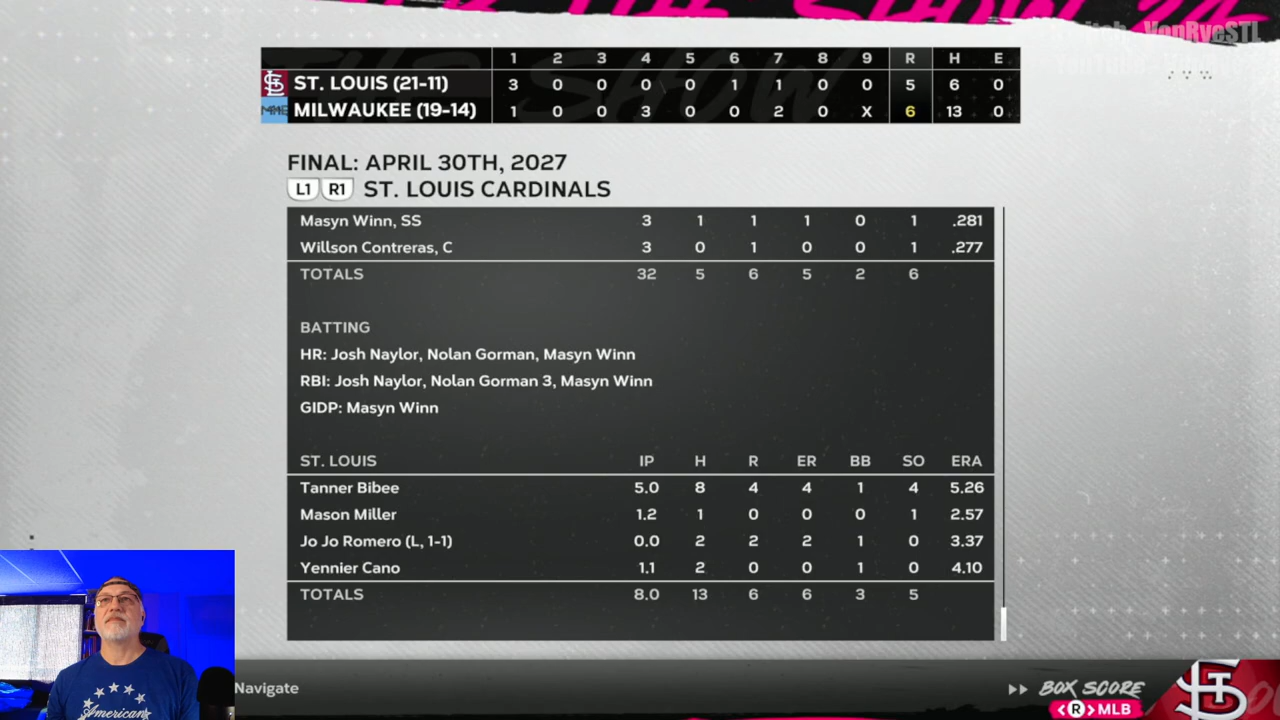 THE SHOW 24
Twitch VonRyeSTL
1 2 3 4 5 6 7 8 9 R H E
ST. LOUIS (21-11) 3 0 0 0 0 1 1 0 0 5 6 0
MILWAUKEE (19-14) 1 0 0 3 0 0 2 0 X 6 13 0
FINAL: APRIL 30TH, 2027
L1 R1 ST. LOUIS CARDINALS
Masyn Winn, SS 3 1 1 1 0 1 .281
Willson Contreras, C 3 0 1 0 0 1 .277
TOTALS 32 5 6 5 2 6
BATTING
HR: Josh Naylor, Nolan Gorman, Masyn Winn
RBI: Josh Naylor, Nolan Gorman 3, Masyn Winn
GIDP: Masyn Winn
ST. LOUIS IP H R ER BB SO ERA
Tanner Bibee 5.0 8 4 4 1 4 5.26
Mason Miller 1.2 1 0 0 0 1 2.57
Jo Jo Romero (L, 1-1) 0.0 2 2 2 1 0 3.37
Yennier Cano 1.1 2 0 0 1 0 4.10
TOTALS 8.0 13 6 6 3 5
American
Navigate
BOX SCORE
R MLB